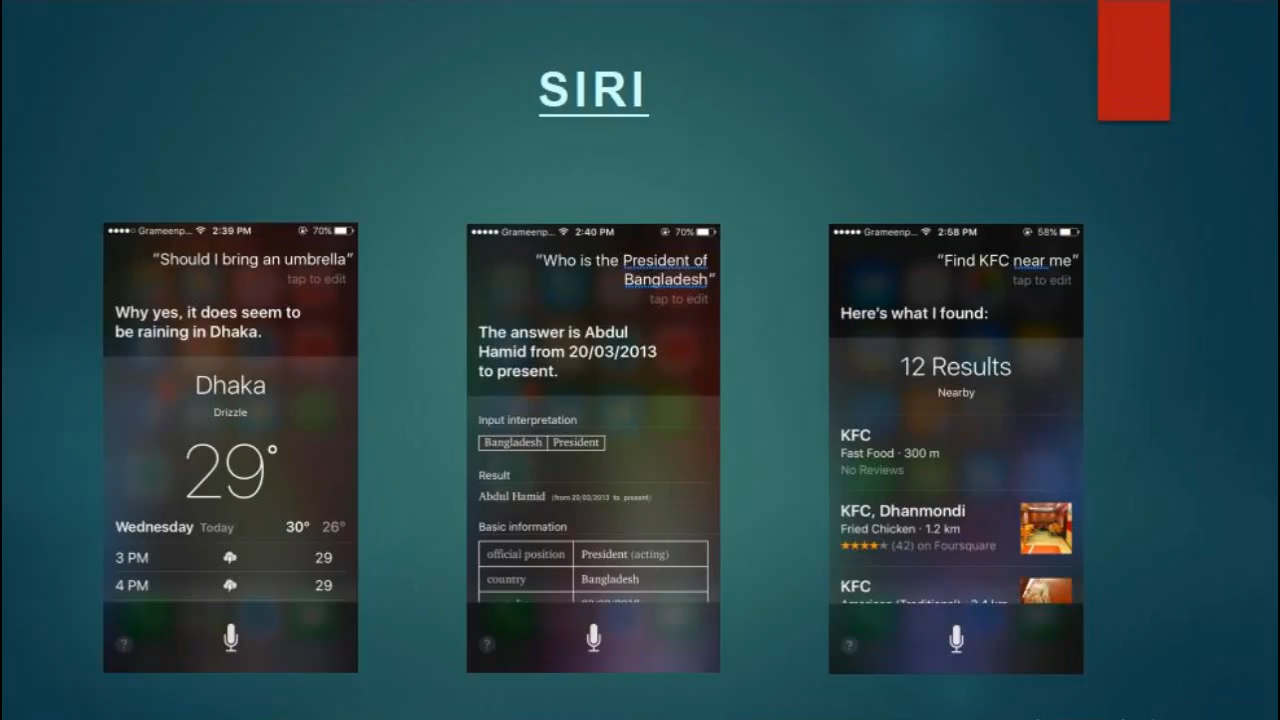 SIRI
Grameenp... 2:39 PM 70%
"Should I bring an umbrella"
tap to edit
Why yes, it does seem to
be raining in Dhaka.
Dhaka
Drizzle
29°
Wednesday Today 30° 26°
3 PM 29
4 PM 29
?
Grameenp... 2:40 PM 70%
"Who is the President of
Bangladesh"
tap to edit
The answer is Abdul
Hamid from 20/03/2013
to present.
Input interpretation
Bangladesh President
Result
Abdul Hamid (from 20/03/2013 to present)
Basic information
official position President (acting)
country Bangladesh
?
Grameenp... 2:58 PM 58%
"Find KFC near me"
tap to edit
Here's what I found:
12 Results
Nearby
KFC
Fast Food · 300 m
No Reviews
KFC, Dhanmondi
Fried Chicken · 1.2 km
★★★★★ (42) on Foursquare
KFC
American (Traditional)
?